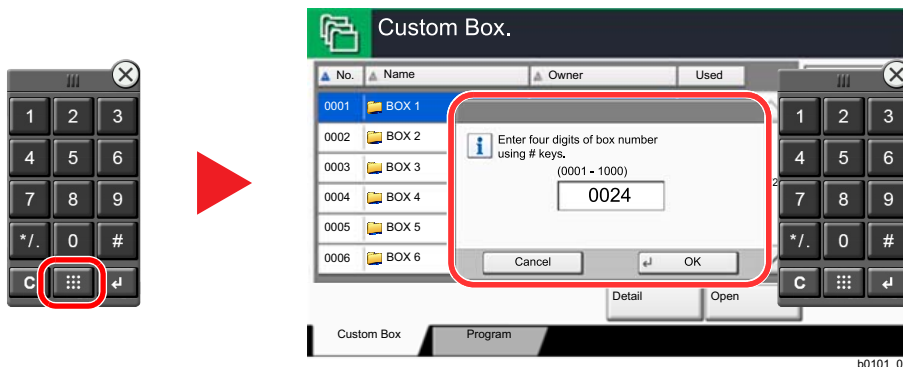 1 2 3
4 5 6
7 8 9
*/. 0 #
C
Custom Box.
No. Name Owner Used
0001 BOX 1
0002 BOX 2
0003 BOX 3
0004 BOX 4
0005 BOX 5
0006 BOX 6
Enter four digits of box number
using # keys.
(0001 - 1000)
0024
Cancel OK
1 2 3
4 5 6
7 8 9
*/. 0 #
C
Detail Open
Custom Box Program